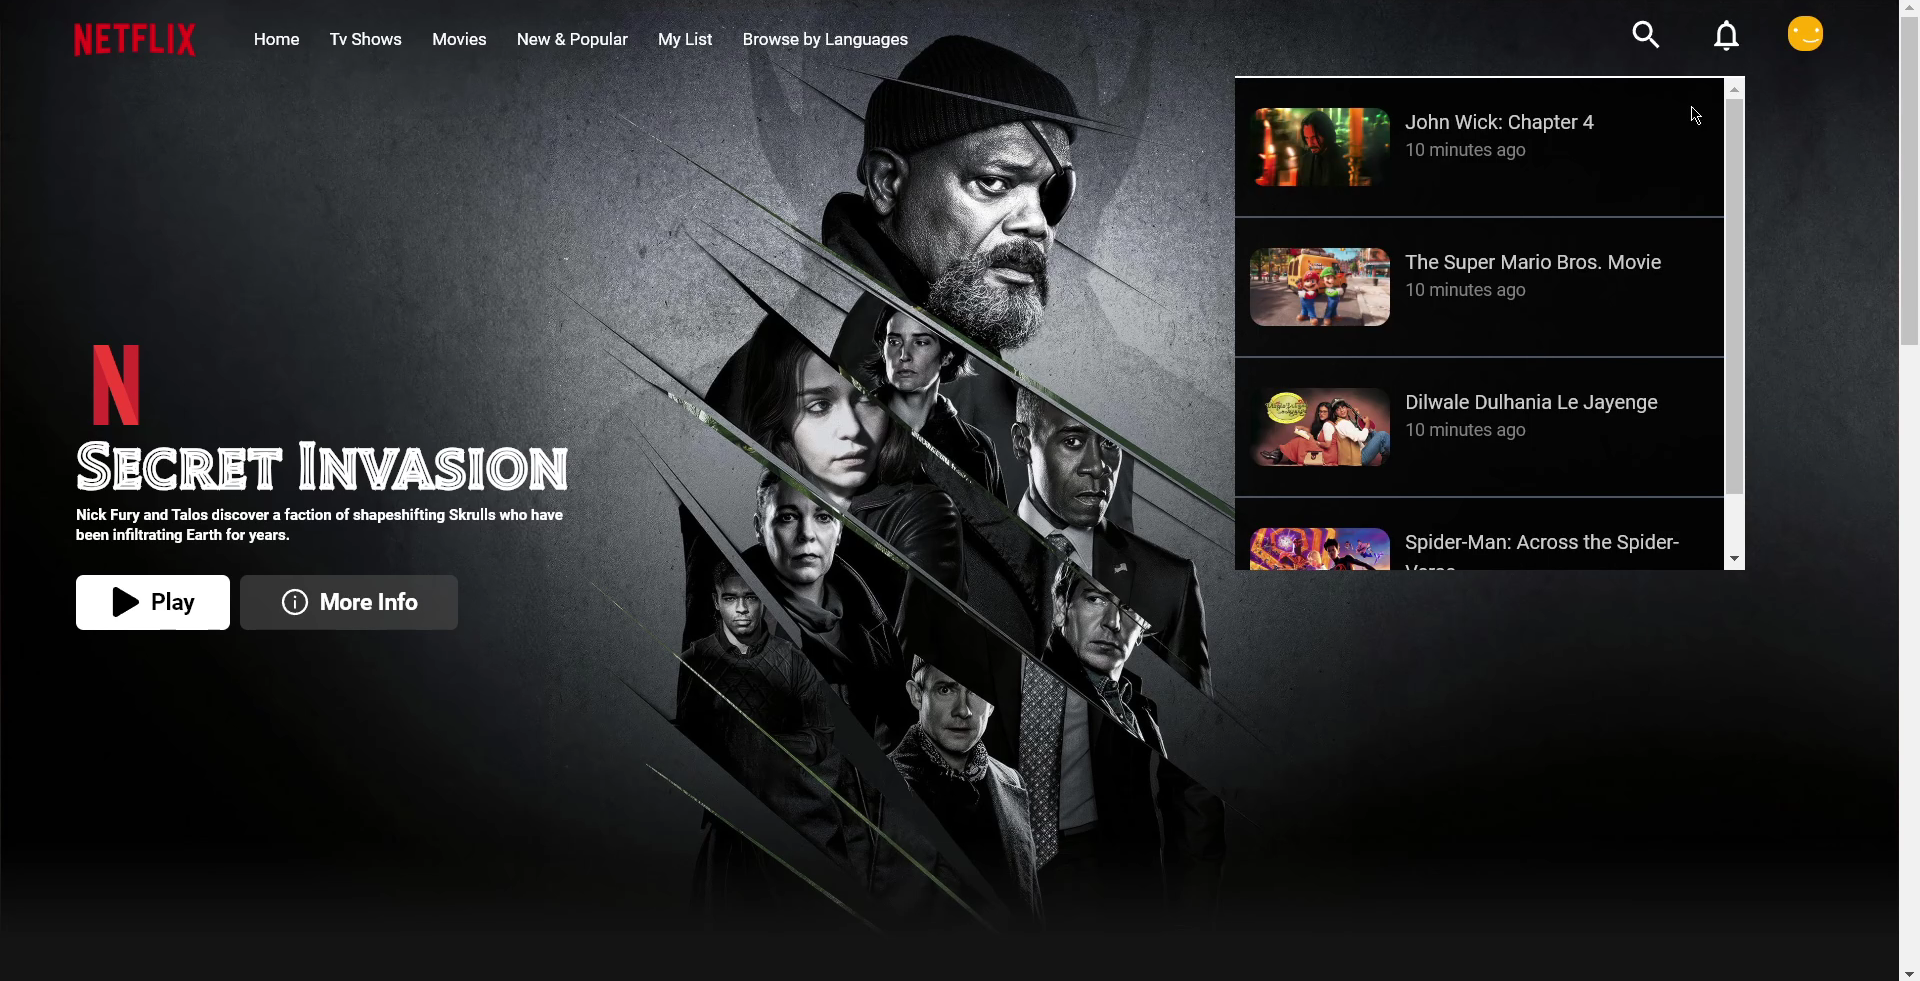 NETFLIX
Home
Tv Shows
Movies
New & Popular
My List
Browse by Languages
John Wick: Chapter 4
10 minutes ago
The Super Mario Bros. Movie
10 minutes ago
Dilwale Dulhania Le Jayenge
10 minutes ago
Spider-Man: Across the Spider-
N
SECRET INVASION
Nick Fury and Talos discover a faction of shapeshifting Skrulls who have
been infiltrating Earth for years.
Play
More Info